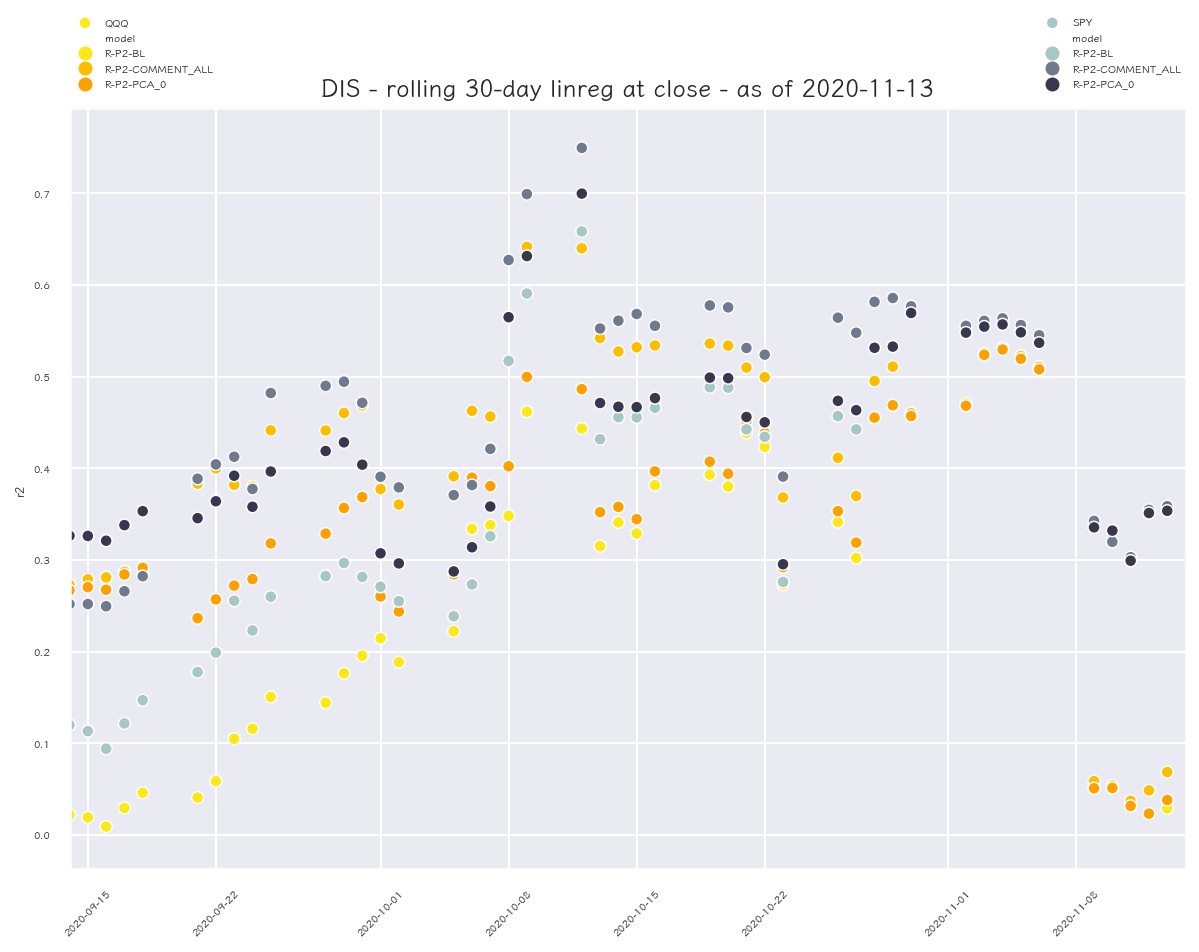 QQQ
model
R-P2-BL
R-P2-COMMENT_ALL
R-P2-PCA_0
SPY
model
R-P2-BL
R-P2-COMMENT_ALL
R-P2-PCA_0
DIS - rolling 30-day linreg at close - as of 2020-11-13
0.7
0.6
0.5
0.4
0.3
0.2
0.1
0.0
r2
2020-09-15
2020-09-22
2020-10-01
2020-10-08
2020-10-15
2020-10-22
2020-11-01
2020-11-08